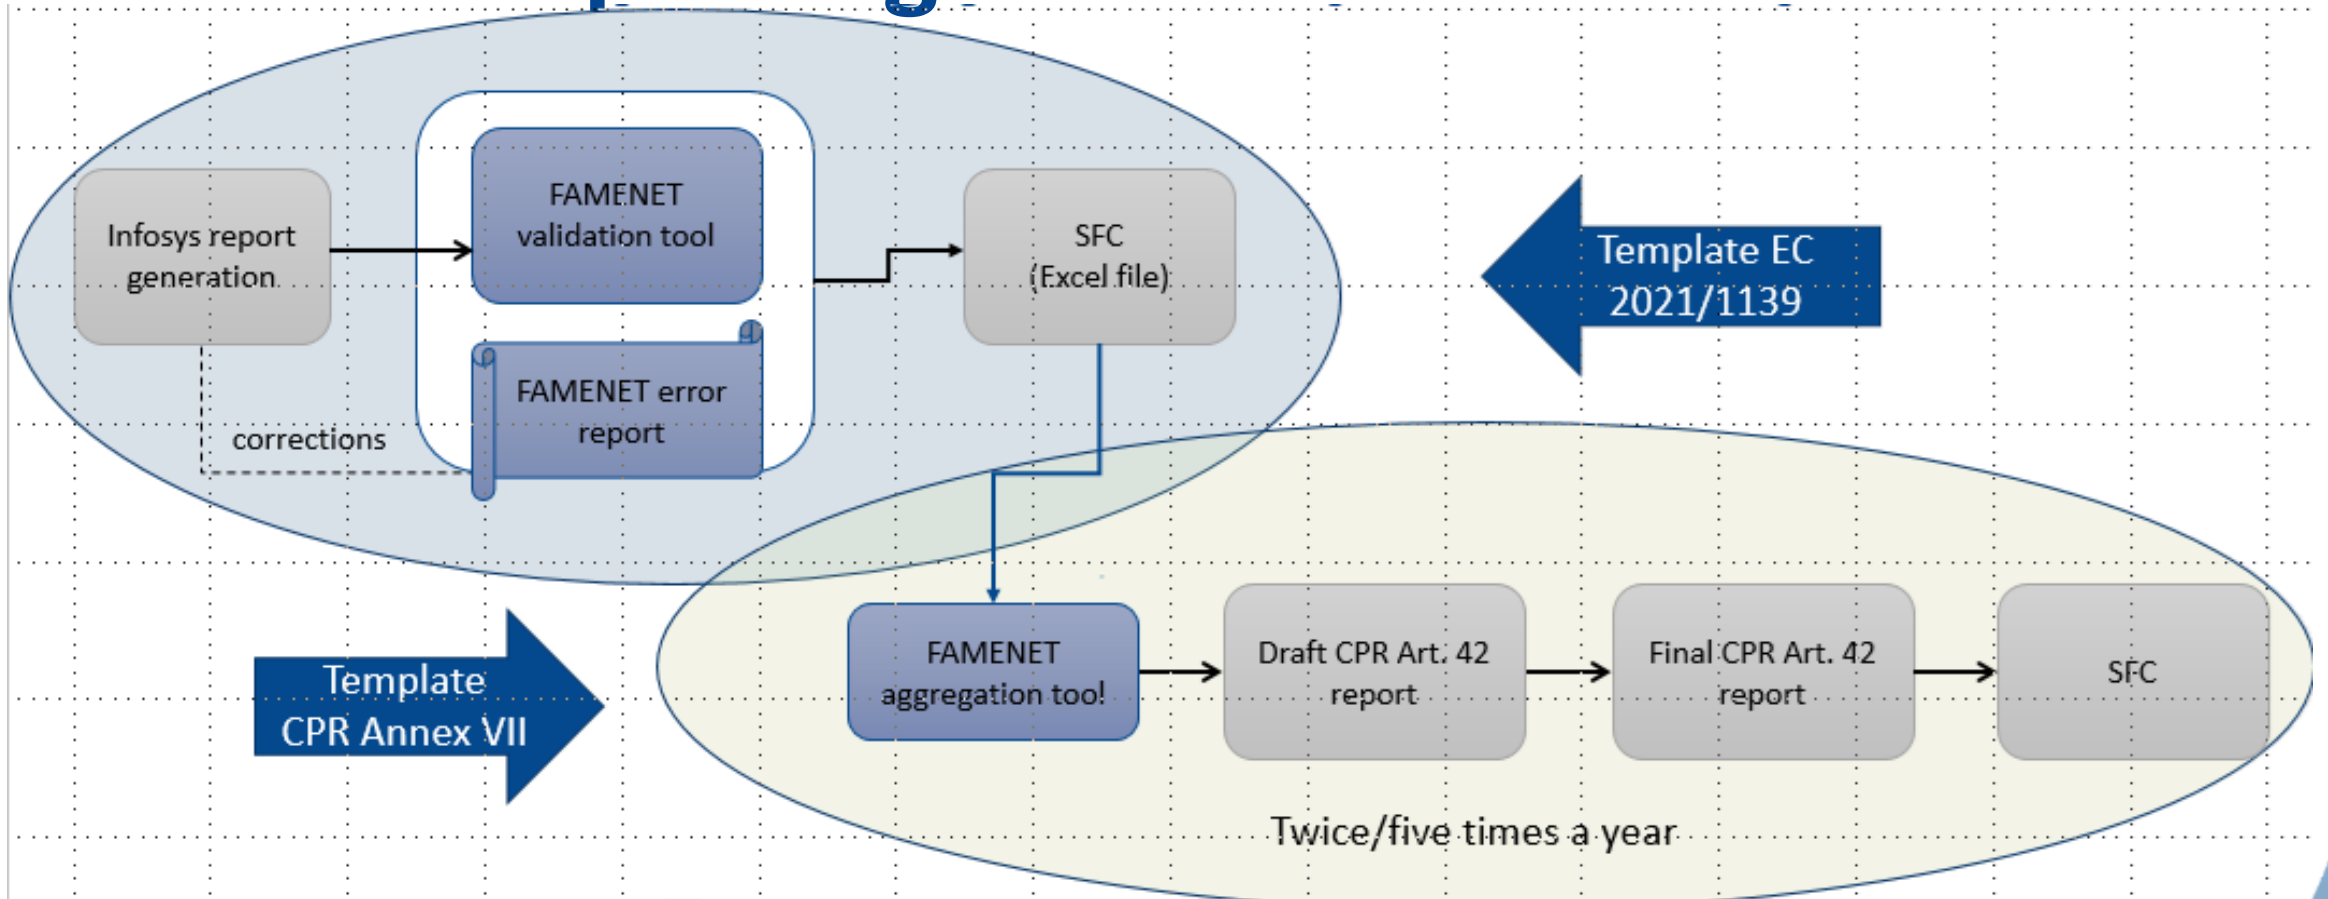 Infosys report
generation
FAMENET
validation tool
FAMENET error
report
corrections
SFC
(Excel file)
Template EC
2021/1139
Template
CPR Annex VII
FAMENET
aggregation tool
Draft CPR Art. 42
report
Final CPR Art. 42
report
SFC
Twice/five times a year